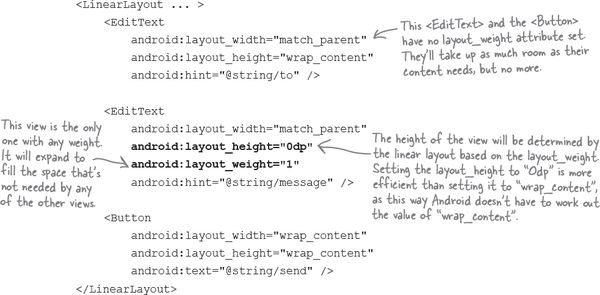 <LinearLayout ... >
<EditText
android:layout_width="match_parent"
android:layout_height="wrap_content"
android:hint="@string/to" />
This <EditText> and the <Button>
have no layout_weight attribute set.
They'll take up as much room as their
content needs, but no more.
<EditText
android:layout_width="match_parent"
android:layout_height="0dp"
android:layout_weight="1"
android:hint="@string/message" />
This view is the only
one with any weight.
It will expand to
fill the space that's
not needed by any
of the other views.
The height of the view will be determined by
the linear layout based on the layout_weight.
Setting the layout_height to "0dp" is more
efficient than setting it to "wrap_content",
as this way Android doesn't have to work out
the value of "wrap_content".
<Button
android:layout_width="wrap_content"
android:layout_height="wrap_content"
android:text="@string/send" />
</LinearLayout>